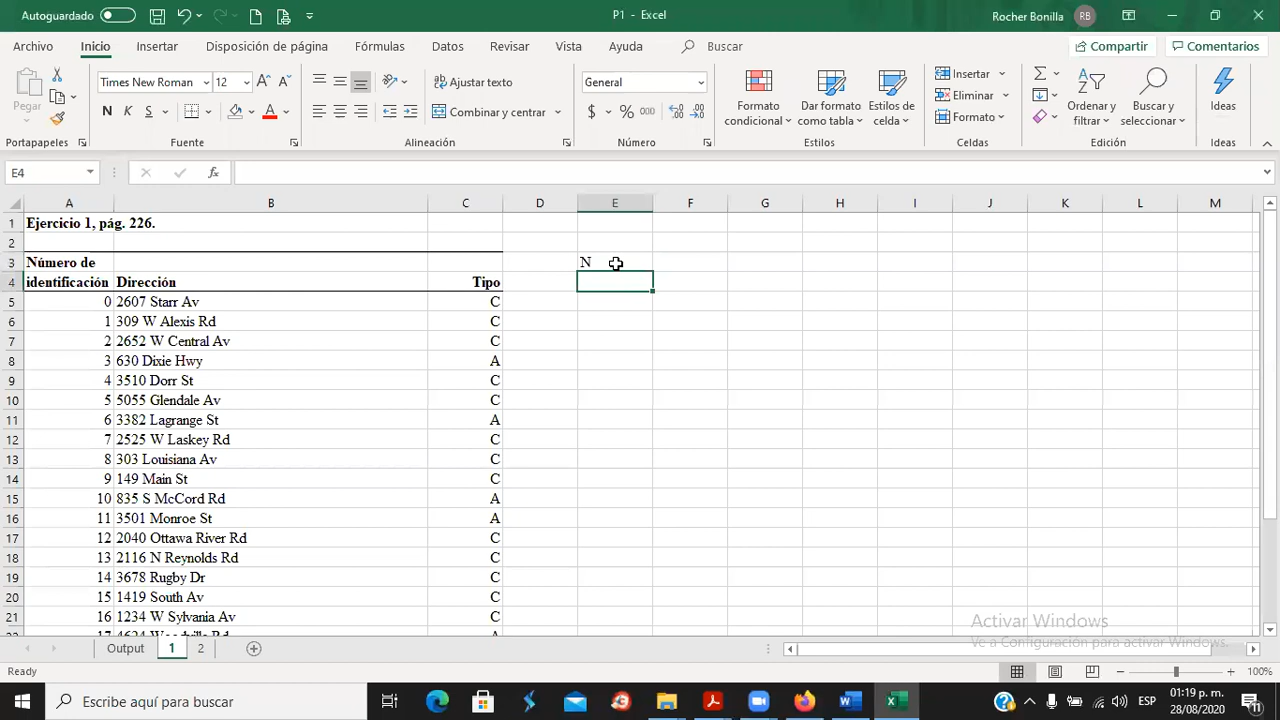 Autoguardado
P1 - Excel
Rocher Bonilla RB
Archivo Inicio Insertar Disposición de página Fórmulas Datos Revisar Vista Ayuda Buscar Compartir Comentarios
Pegar
Times New Roman 12
N K S
Ajustar texto
Combinar y centrar
General
$ % 000
Formato condicional
Dar formato como tabla
Estilos de celda
Insertar
Eliminar
Formato
Ordenar y filtrar
Buscar y seleccionar
Ideas
Portapapeles Fuente Alineación Número Estilos Celdas Edición Ideas
E4 fx
A B C D E F G H I J K L M
1 Ejercicio 1, pág. 226.
2
3 Número de N
4 identificación Dirección Tipo
5 0 2607 Starr Av C
6 1 309 W Alexis Rd C
7 2 2652 W Central Av C
8 3 630 Dixie Hwy A
9 4 3510 Dorr St C
10 5 5055 Glendale Av C
11 6 3382 Lagrange St A
12 7 2525 W Laskey Rd C
13 8 303 Louisiana Av C
14 9 149 Main St C
15 10 835 S McCord Rd A
16 11 3501 Monroe St A
17 12 2040 Ottawa River Rd C
18 13 2116 N Reynolds Rd C
19 14 3678 Rugby Dr C
20 15 1419 South Av C
21 16 1234 W Sylvania Av C
Activar Windows
Ve a Configuración para activar Windows.
Output 1 2
Ready 100%
Escribe aquí para buscar
ESP
01:19 p. m.
28/08/2020
11